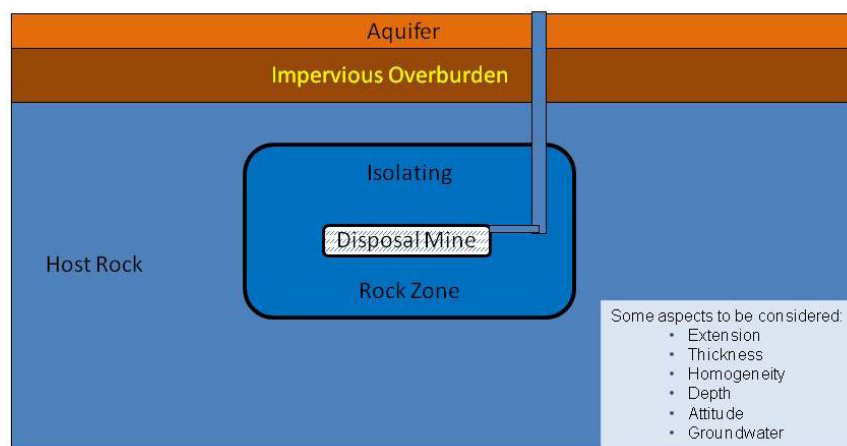 Aquifer
Impervious Overburden
Isolating
Disposal Mine
Host Rock
Rock Zone
Some aspects to be considered:
• Extension
• Thickness
• Homogeneity
• Depth
• Attitude
• Groundwater